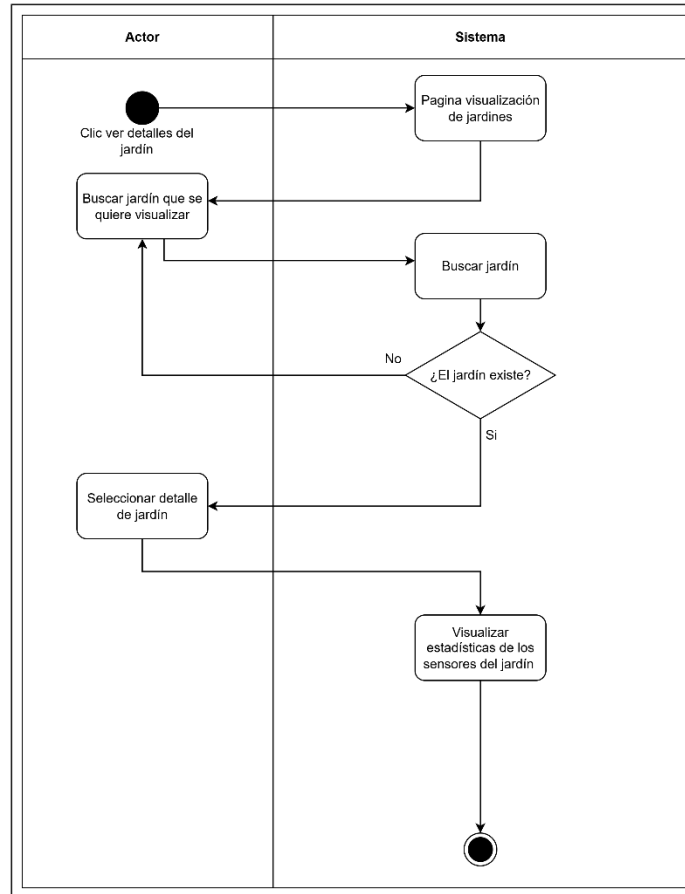 Actor
Sistema
Pagina visualización
de jardines
Clic ver detalles del
jardín
Buscar jardín que se
quiere visualizar
Buscar jardín
No
¿El jardín existe?
Si
Seleccionar detalle
de jardín
Visualizar
estadísticas de los
sensores del jardín